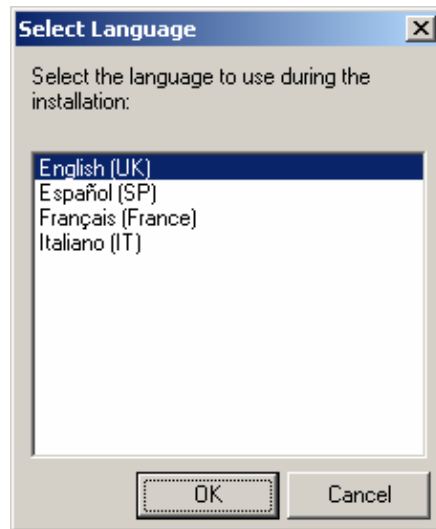 Select Language
Select the language to use during the
installation:
English (UK)
Español (SP)
Français (France)
Italiano (IT)
OK
Cancel